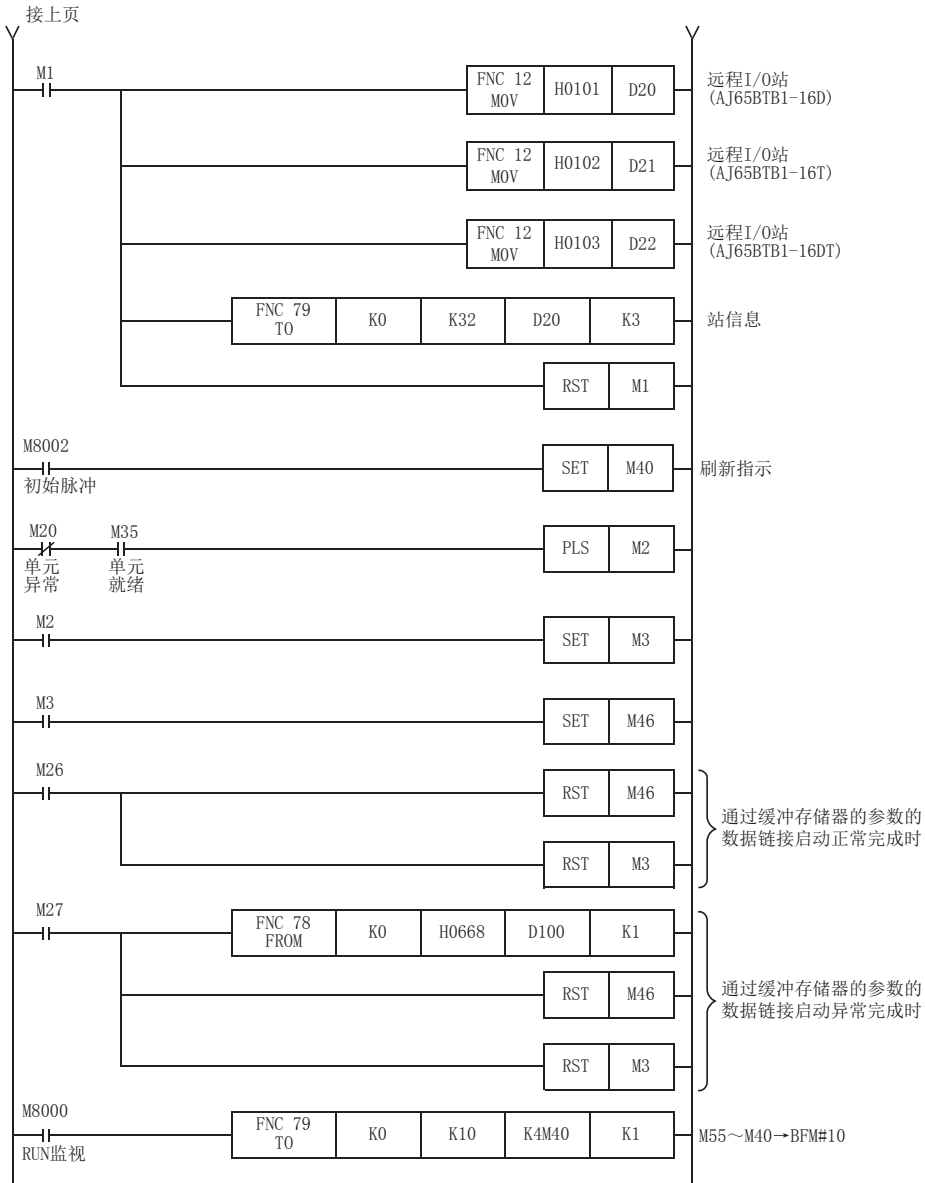 接上页
M1
FNC 12
MOV
H0101
D20
远程I/O站
(AJ65BTB1-16D)
FNC 12
MOV
H0102
D21
远程I/O站
(AJ65BTB1-16T)
FNC 12
MOV
H0103
D22
远程I/O站
(AJ65BTB1-16DT)
FNC 79
TO
K0
K32
D20
K3
站信息
RST
M1
M8002
初始脉冲
SET
M40
刷新指示
M20
单元
异常
M35
单元
就绪
PLS
M2
M2
SET
M3
M3
SET
M46
M26
RST
M46
RST
M3
通过缓冲存储器的参数的
数据链接启动正常完成时
M27
FNC 78
FROM
K0
H0668
D100
K1
RST
M46
RST
M3
通过缓冲存储器的参数的
数据链接启动异常完成时
M8000
RUN监视
FNC 79
TO
K0
K10
K4M40
K1
M55～M40→BFM#10